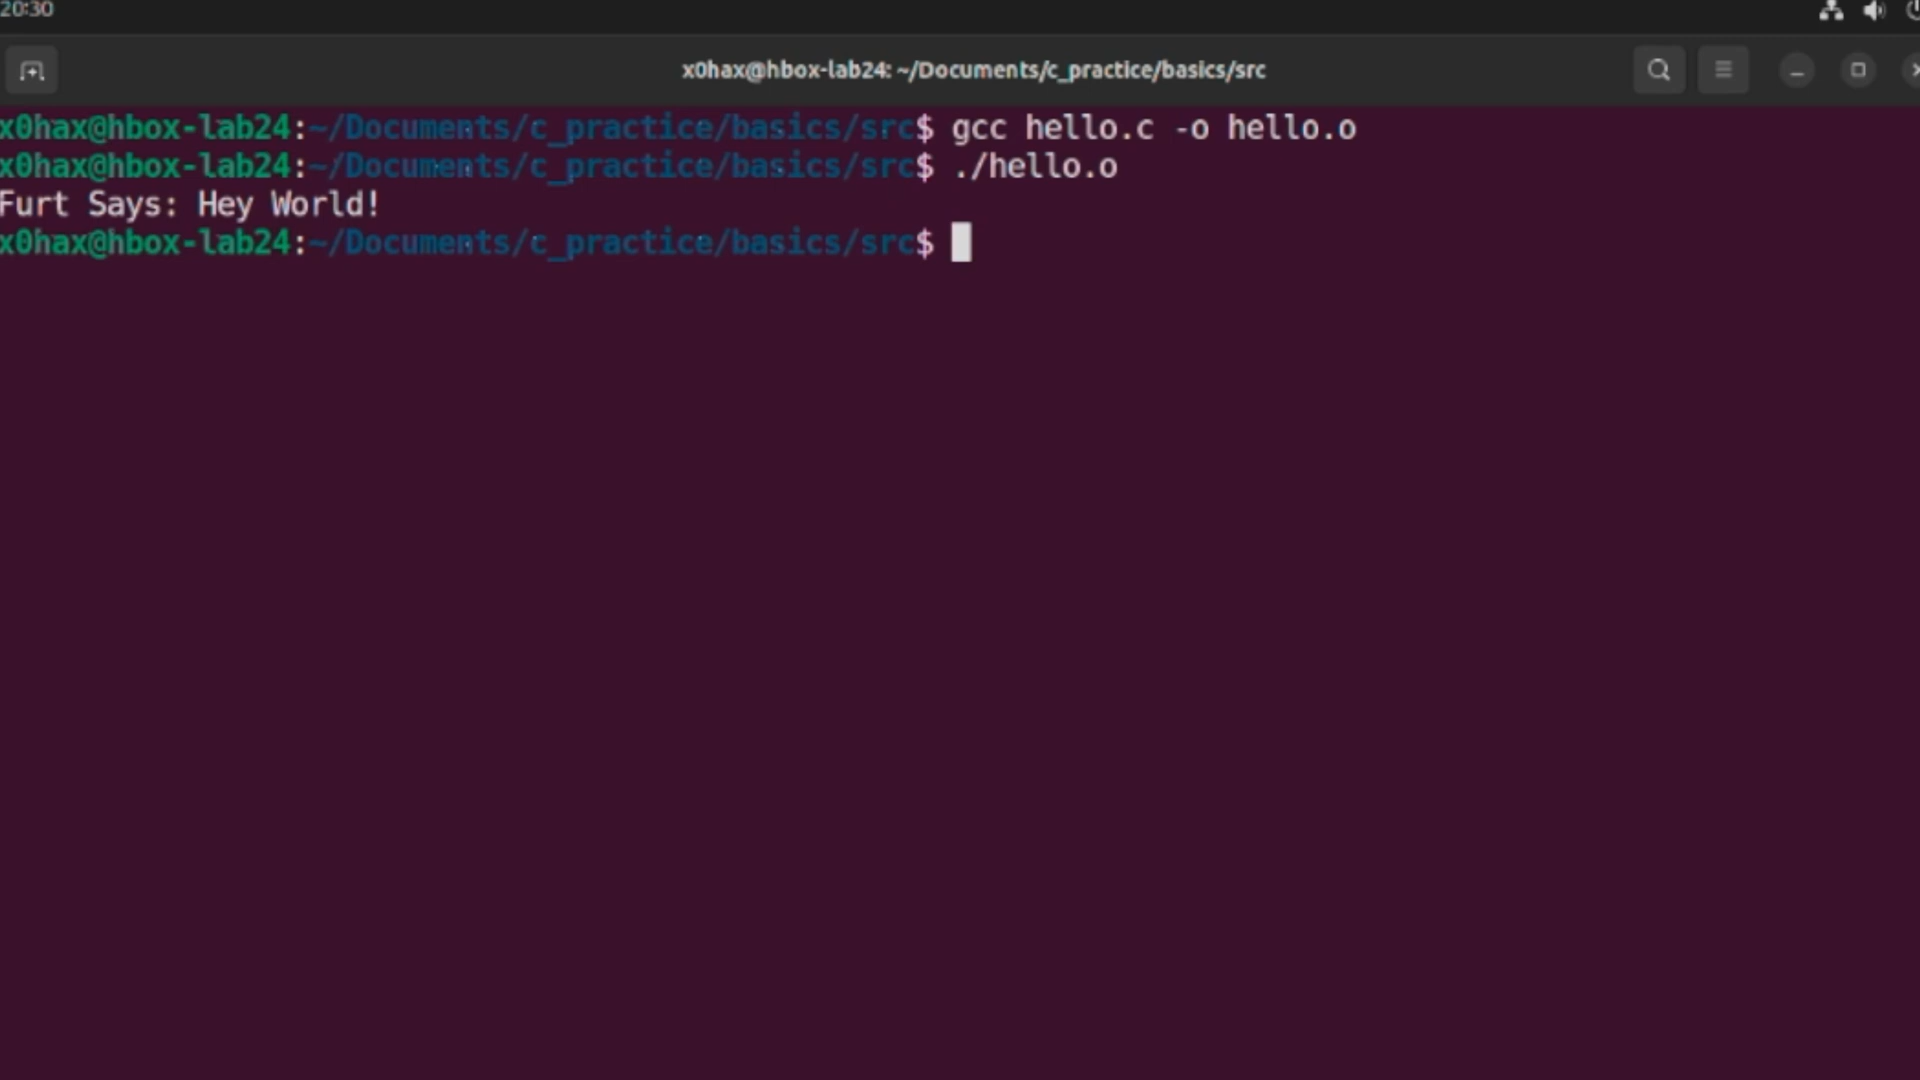 20:30
x0hax@hbox-lab24: ~/Documents/c_practice/basics/src
x0hax@hbox-lab24:~/Documents/c_practice/basics/src$ gcc hello.c -o hello.o
x0hax@hbox-lab24:~/Documents/c_practice/basics/src$ ./hello.o
Furt Says: Hey World!
x0hax@hbox-lab24:~/Documents/c_practice/basics/src$